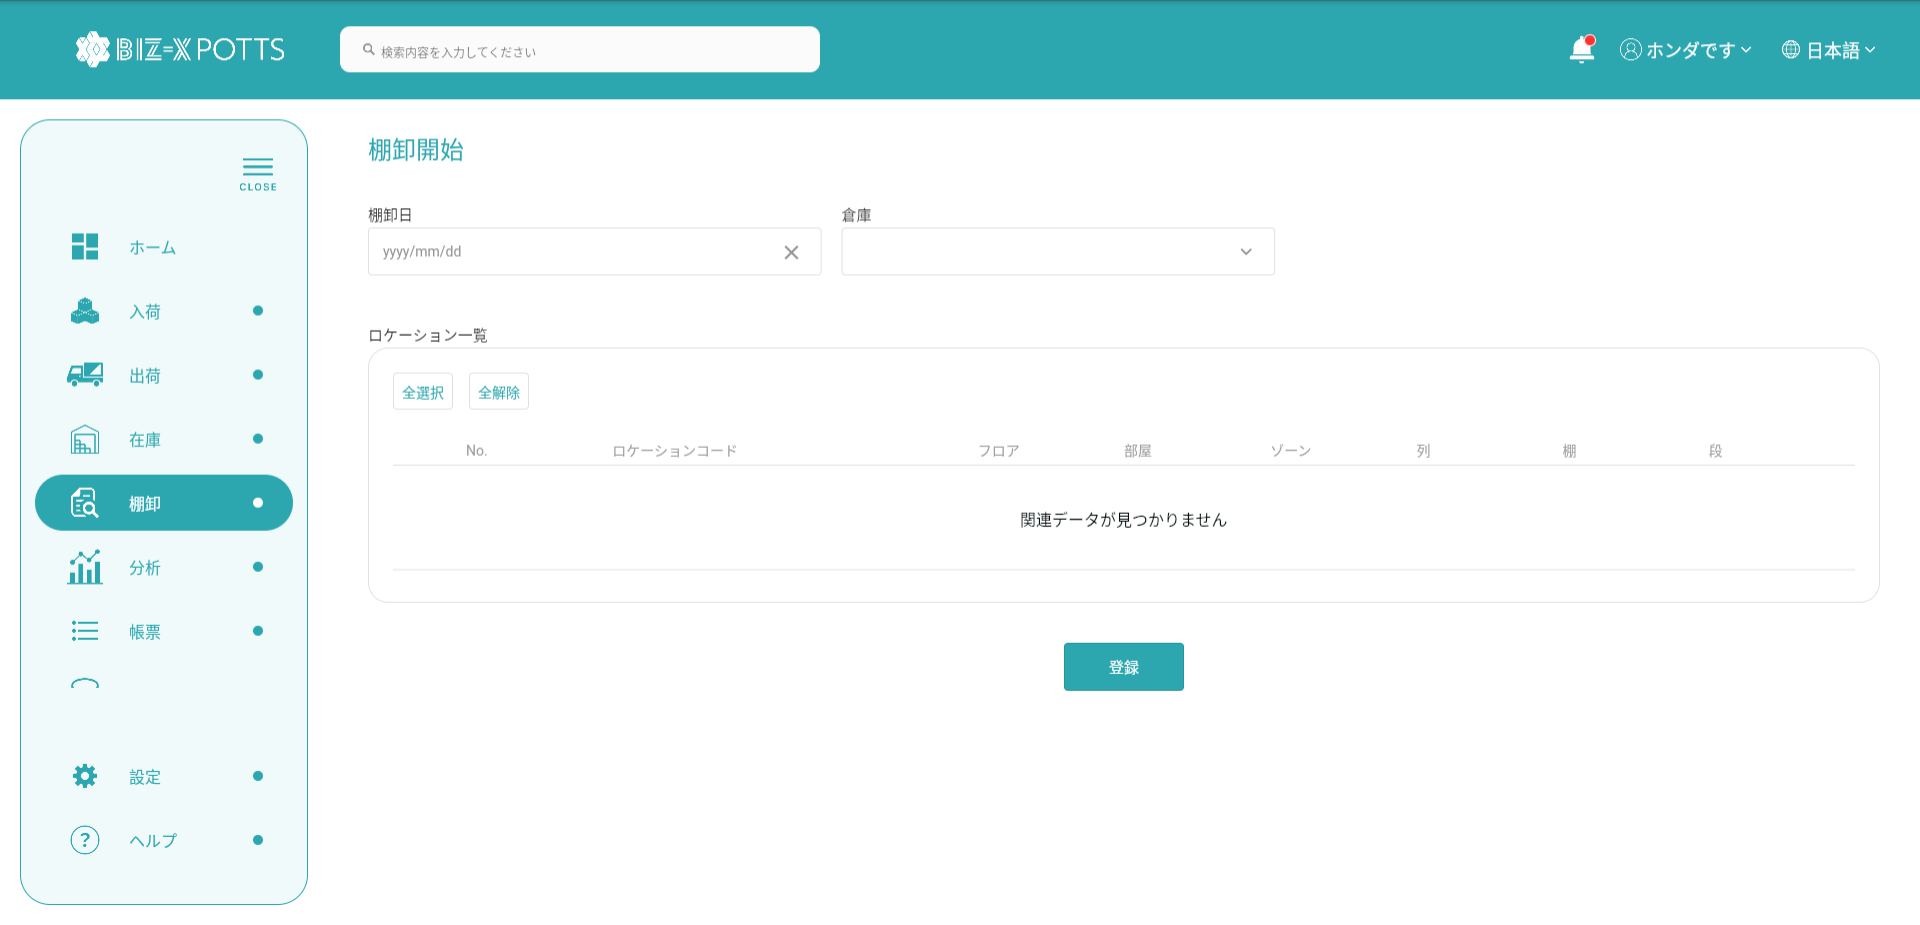 BIZ=X POTTS
検索内容を入力してください
ホンダです
日本語
CLOSE
ホーム
入荷
出荷
在庫
棚卸
分析
帳票
設定
?
ヘルプ
棚卸開始
棚卸日
倉庫
yyyy/mm/dd
ロケーション一覧
全選択 全解除
No. ロケーションコード フロア 部屋 ゾーン 列 棚 段
関連データが見つかりません
登録